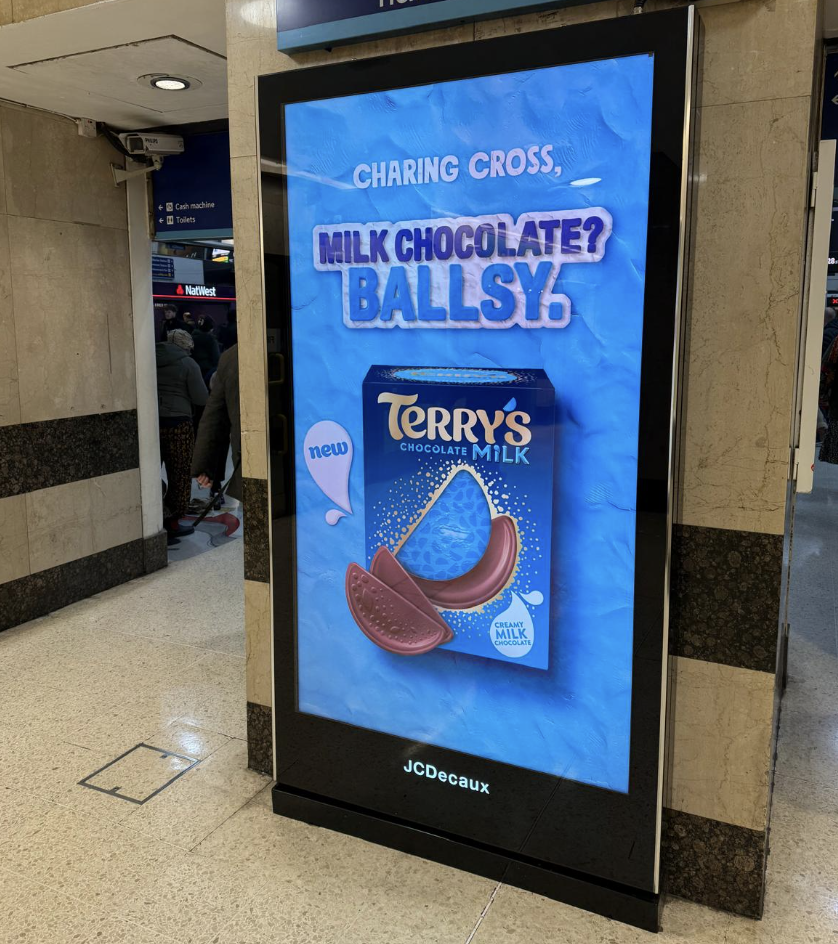 Cash machine
Toilets
NatWest
CHARING CROSS,
MILK CHOCOLATE?
BALLSY.
new
TERRY'S
CHOCOLATE MILK
CREAMY
MILK
CHOCOLATE
JCDecaux